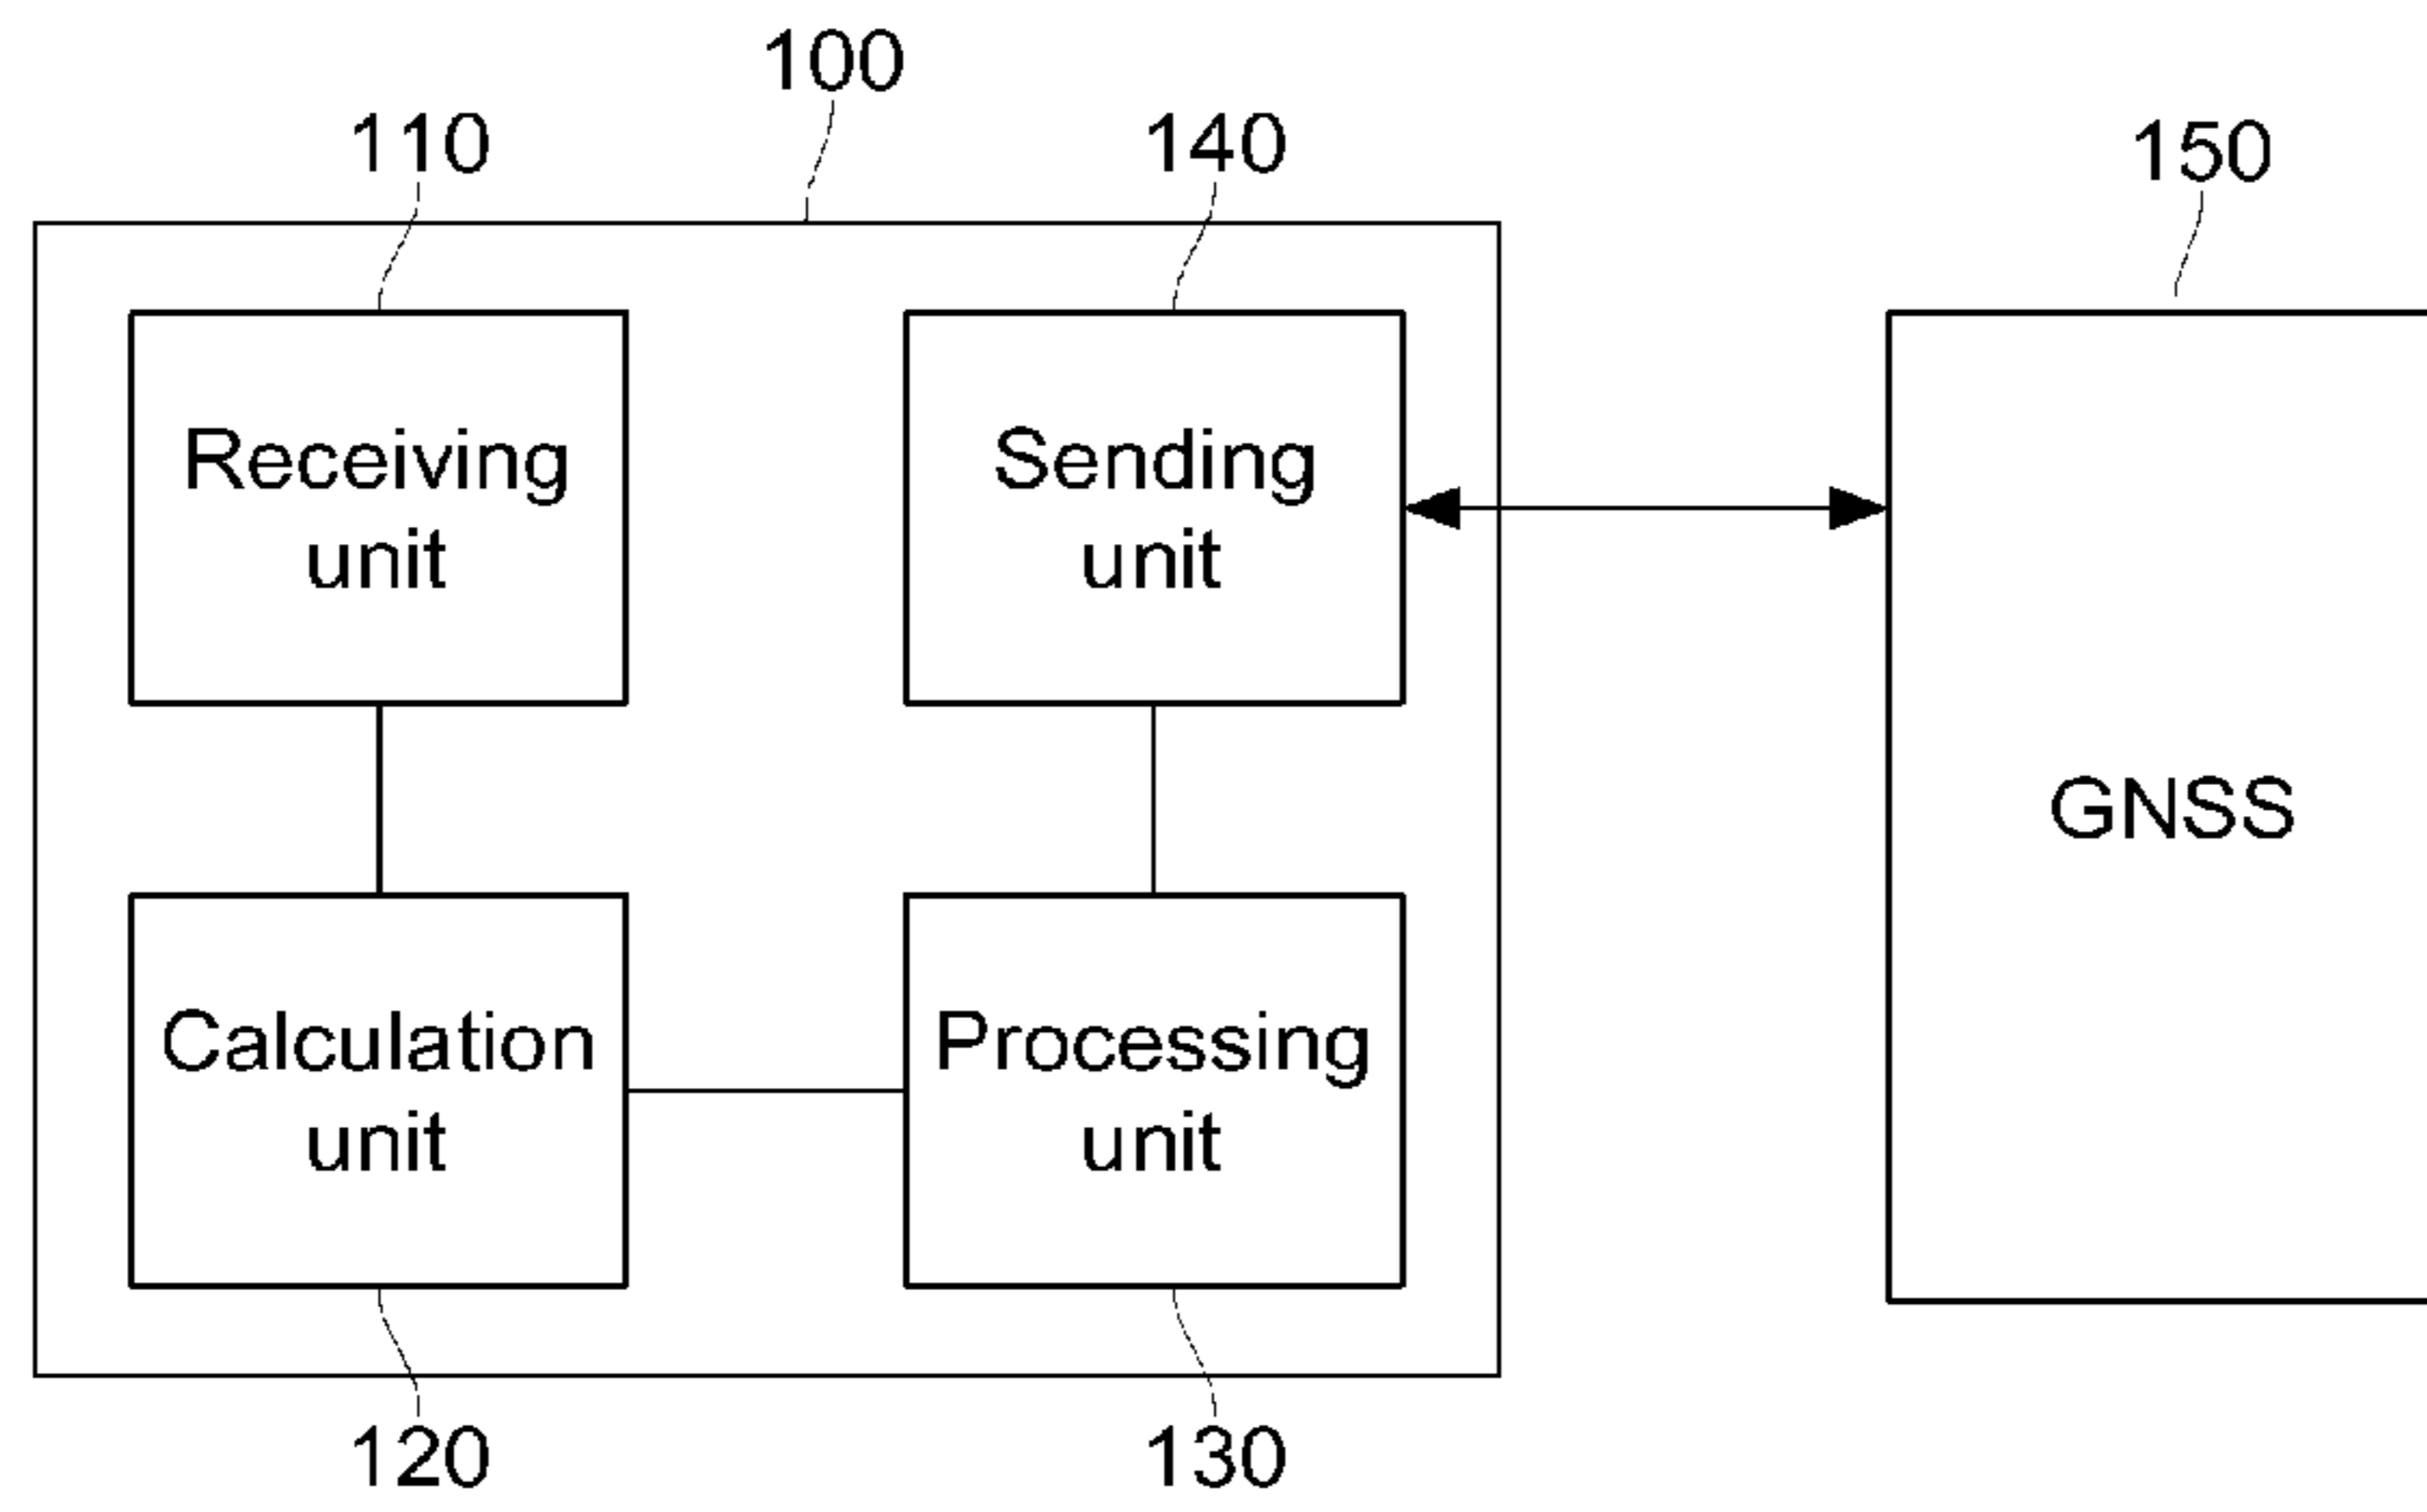 100
110
140
150
Receiving
unit
Sending
unit
GNSS
Calculation
unit
Processing
unit
120
130